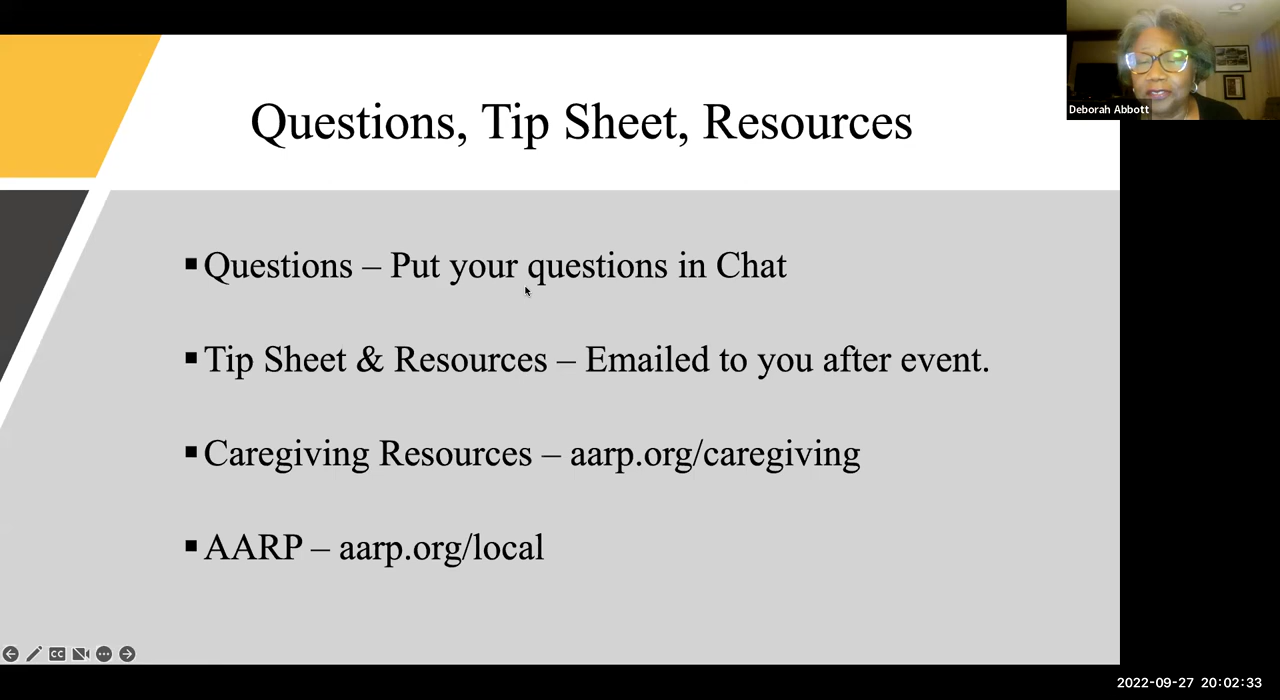 Questions, Tip Sheet, Resources
Deborah Abbott
▪Questions – Put your questions in Chat
▪Tip Sheet & Resources – Emailed to you after event.
▪Caregiving Resources – aarp.org/caregiving
▪AARP – aarp.org/local
CC
2022-09-27 20:02:33